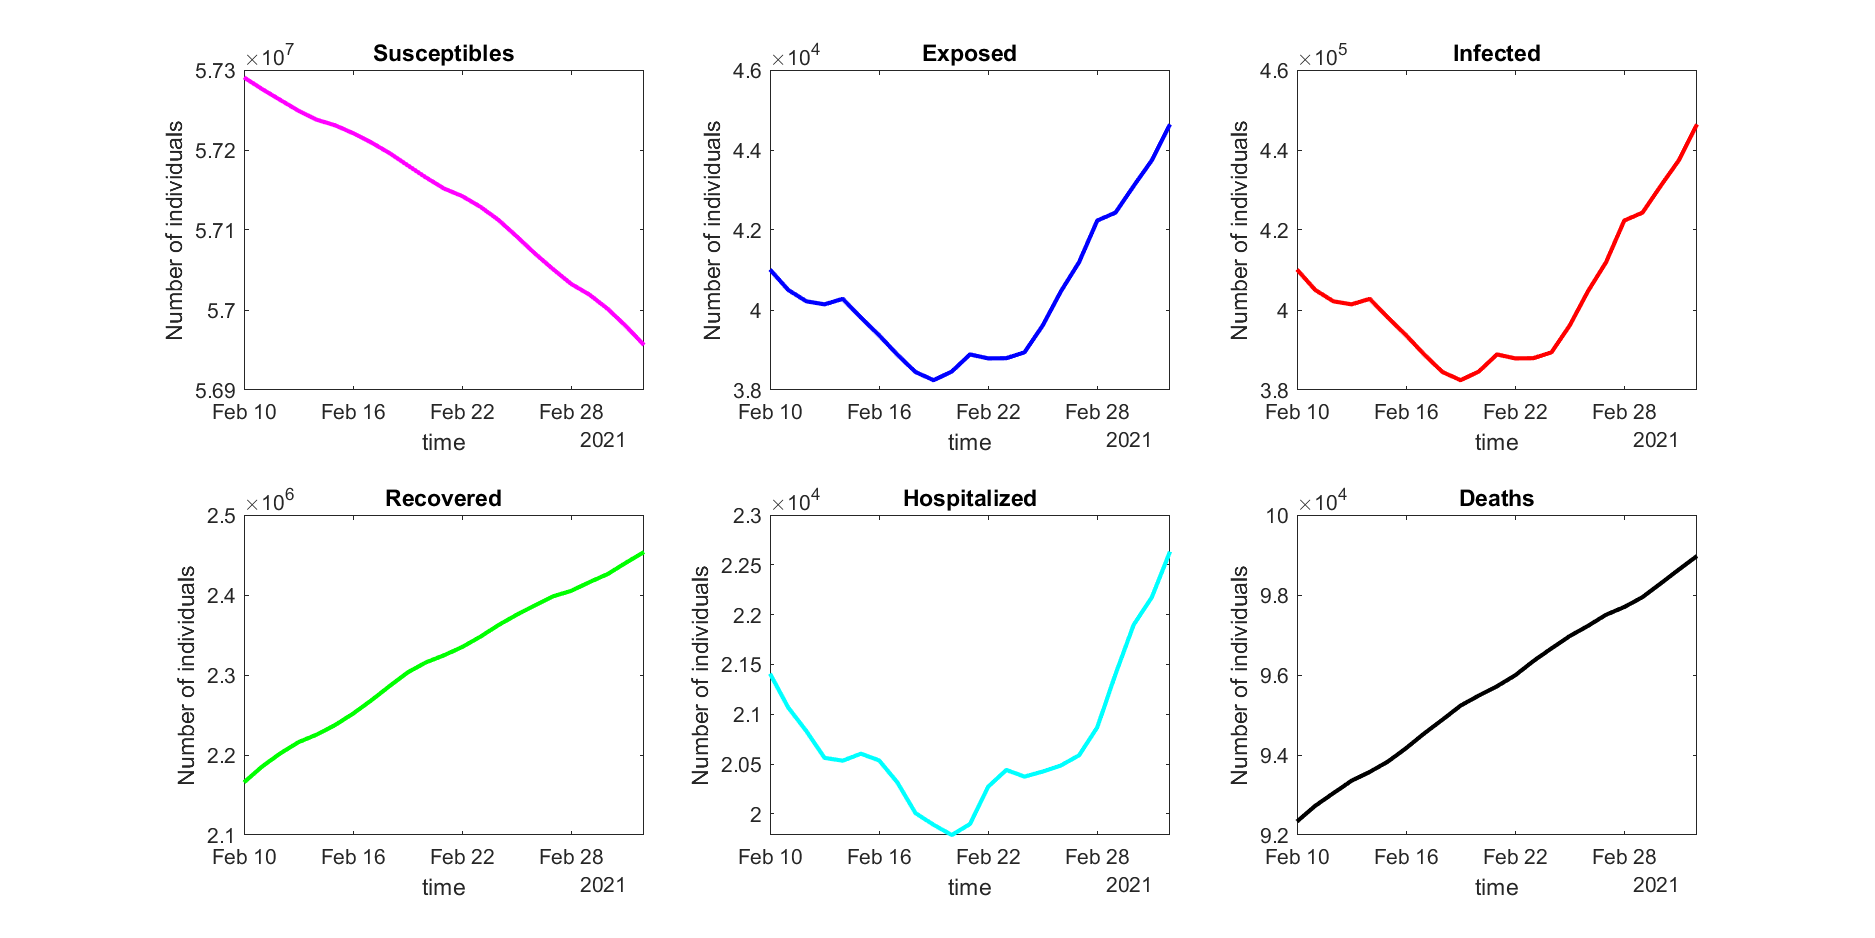 Susceptibles
×10^7
5.73
5.72
5.71
5.7
5.69
Number of individuals
Feb 10 Feb 16 Feb 22 Feb 28
time
2021
Exposed
×10^4
4.6
4.4
4.2
4
3.8
Number of individuals
Feb 10 Feb 16 Feb 22 Feb 28
time
2021
Infected
×10^5
4.6
4.4
4.2
4
3.8
Number of individuals
Feb 10 Feb 16 Feb 22 Feb 28
time
2021
Recovered
×10^6
2.5
2.4
2.3
2.2
2.1
Number of individuals
Feb 10 Feb 16 Feb 22 Feb 28
time
2021
Hospitalized
×10^4
2.3
2.25
2.2
2.15
2.1
2.05
2
Number of individuals
Feb 10 Feb 16 Feb 22 Feb 28
time
2021
Deaths
×10^4
10
9.8
9.6
9.4
9.2
Number of individuals
Feb 10 Feb 16 Feb 22 Feb 28
time
2021